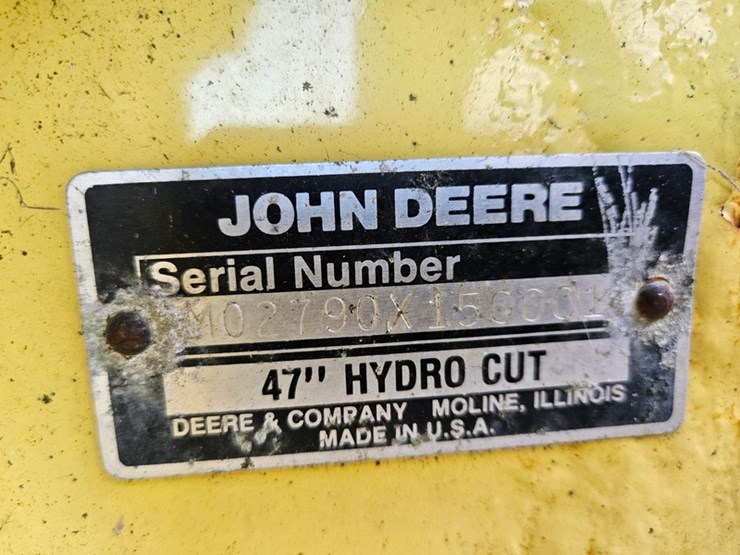 JOHN DEERE
Serial Number
47" HYDRO CUT
DEERE & COMPANY MOLINE, ILLINOIS
MADE IN U.S.A.